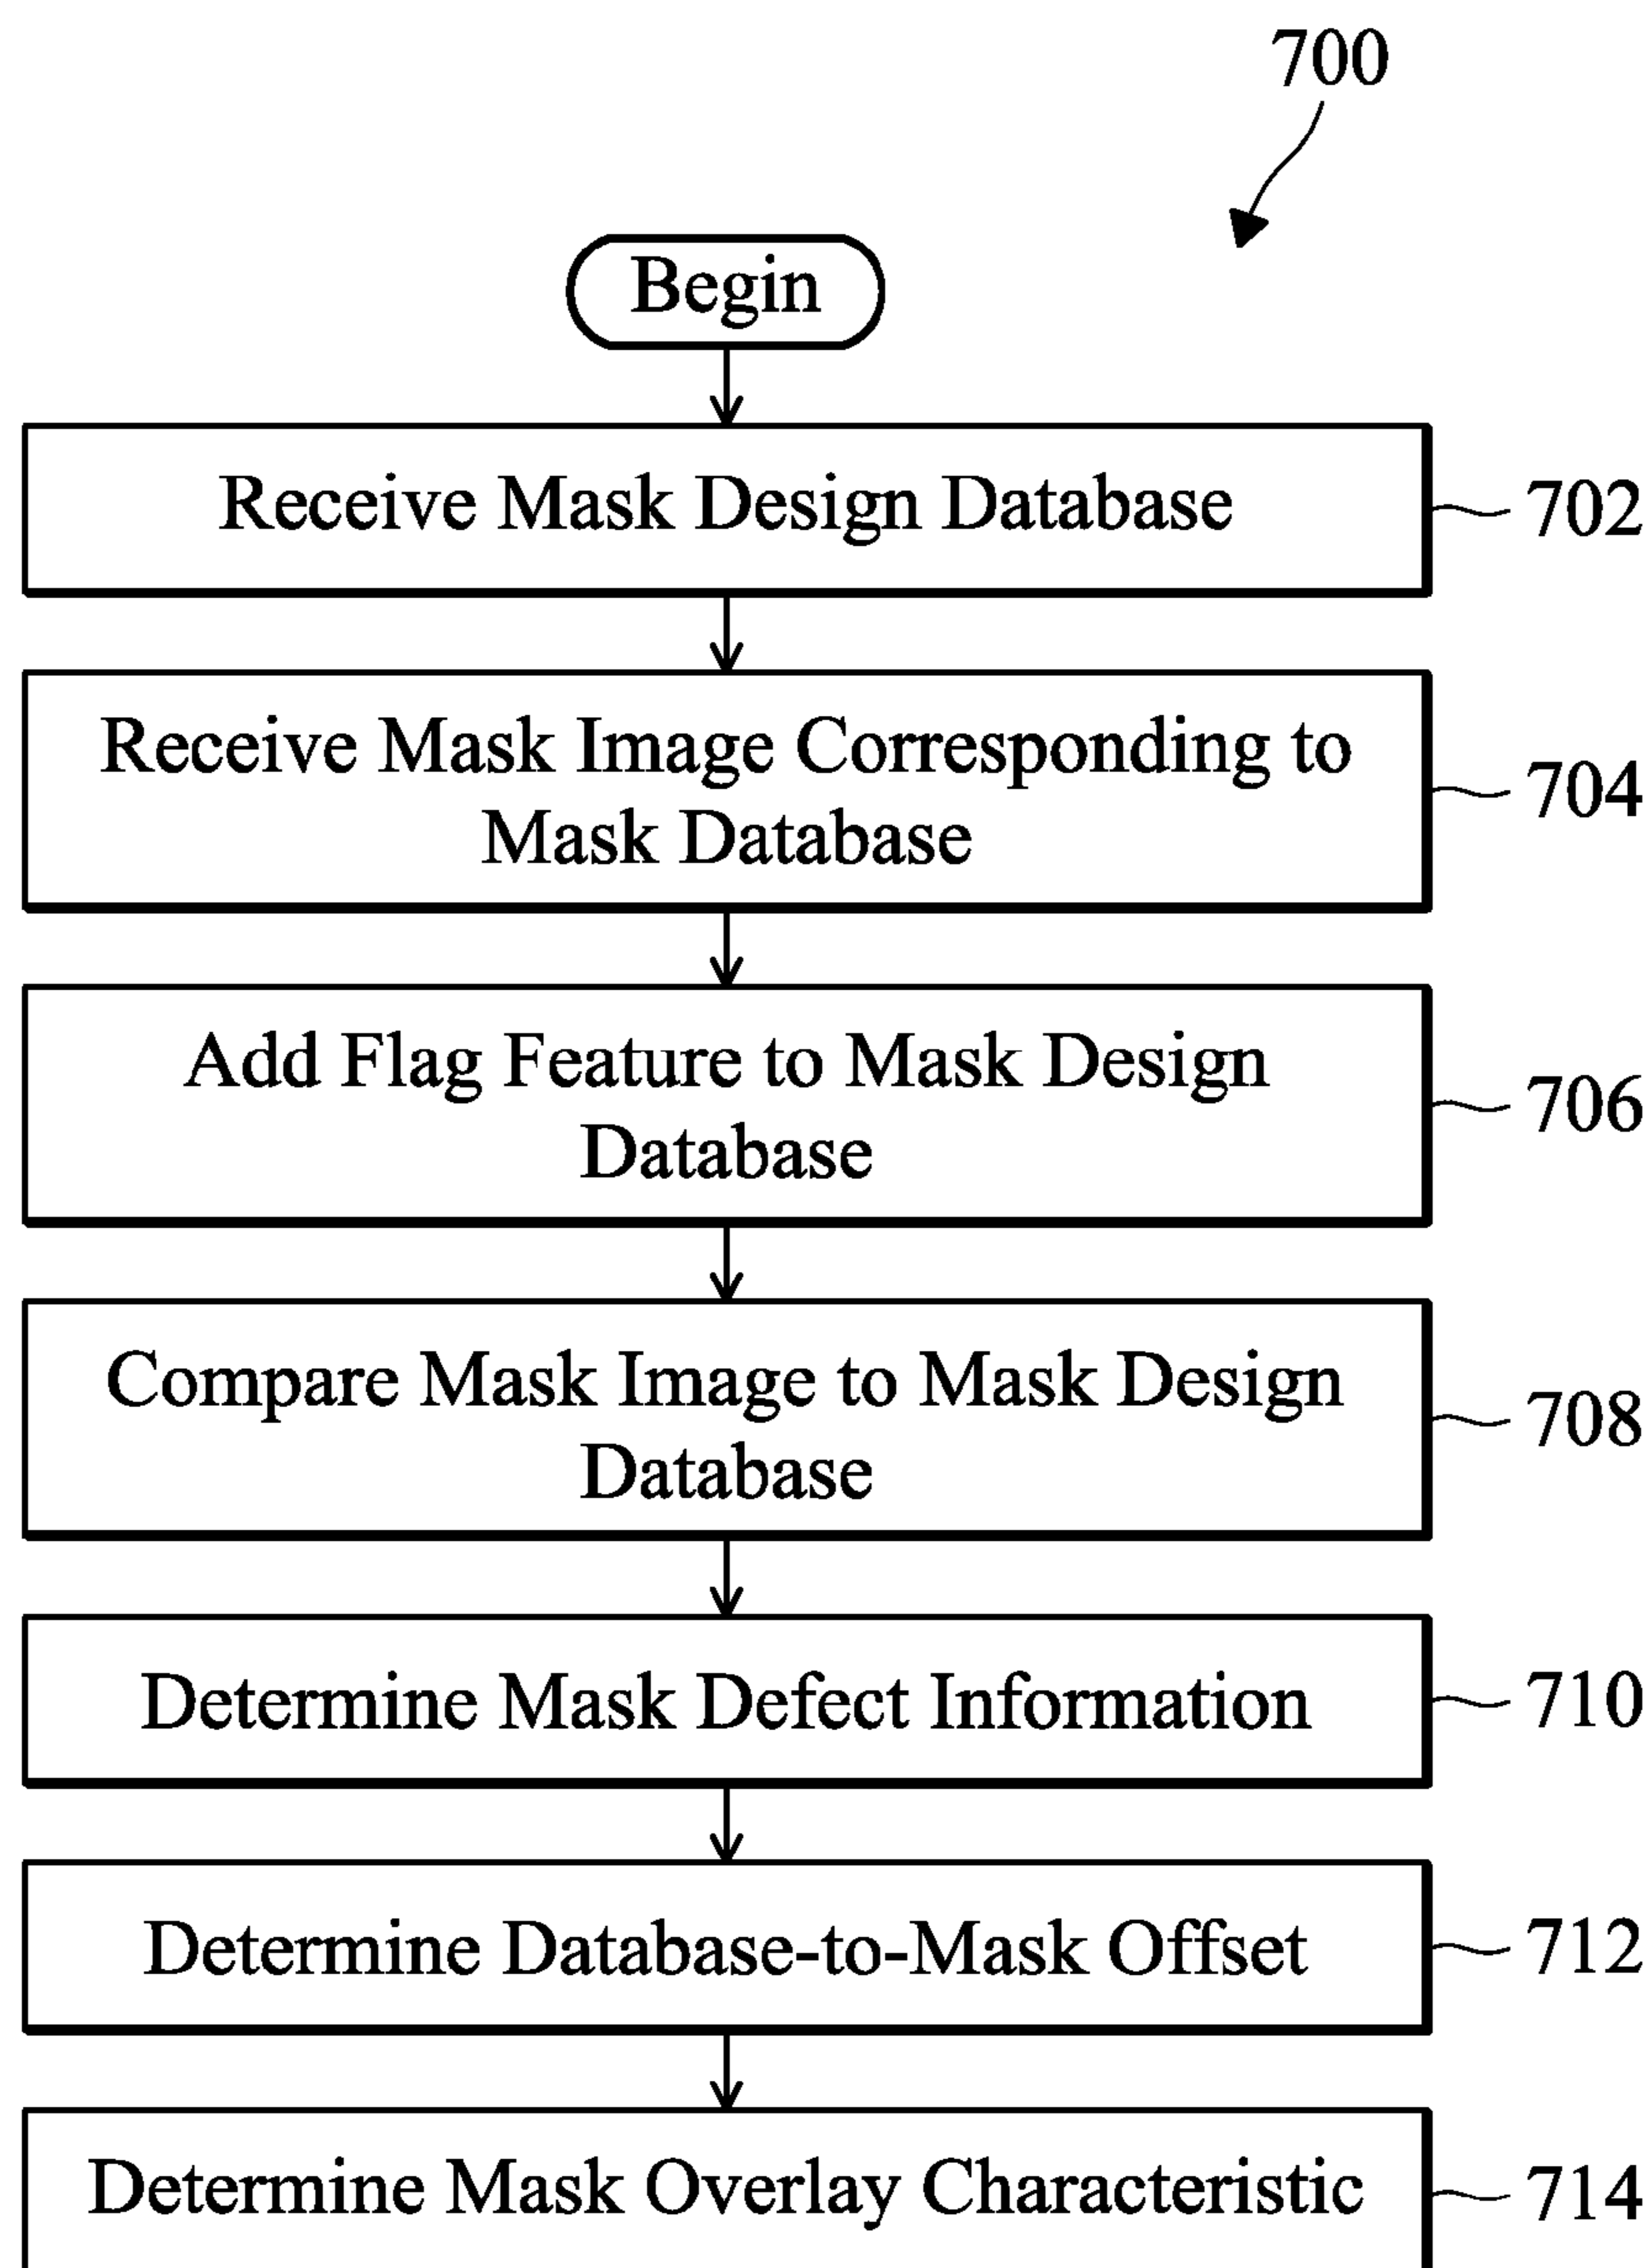 700
Begin
Receive Mask Design Database
702
Receive Mask Image Corresponding to
Mask Database
704
Add Flag Feature to Mask Design
Database
706
Compare Mask Image to Mask Design
Database
708
Determine Mask Defect Information
710
Determine Database-to-Mask Offset
712
Determine Mask Overlay Characteristic
714